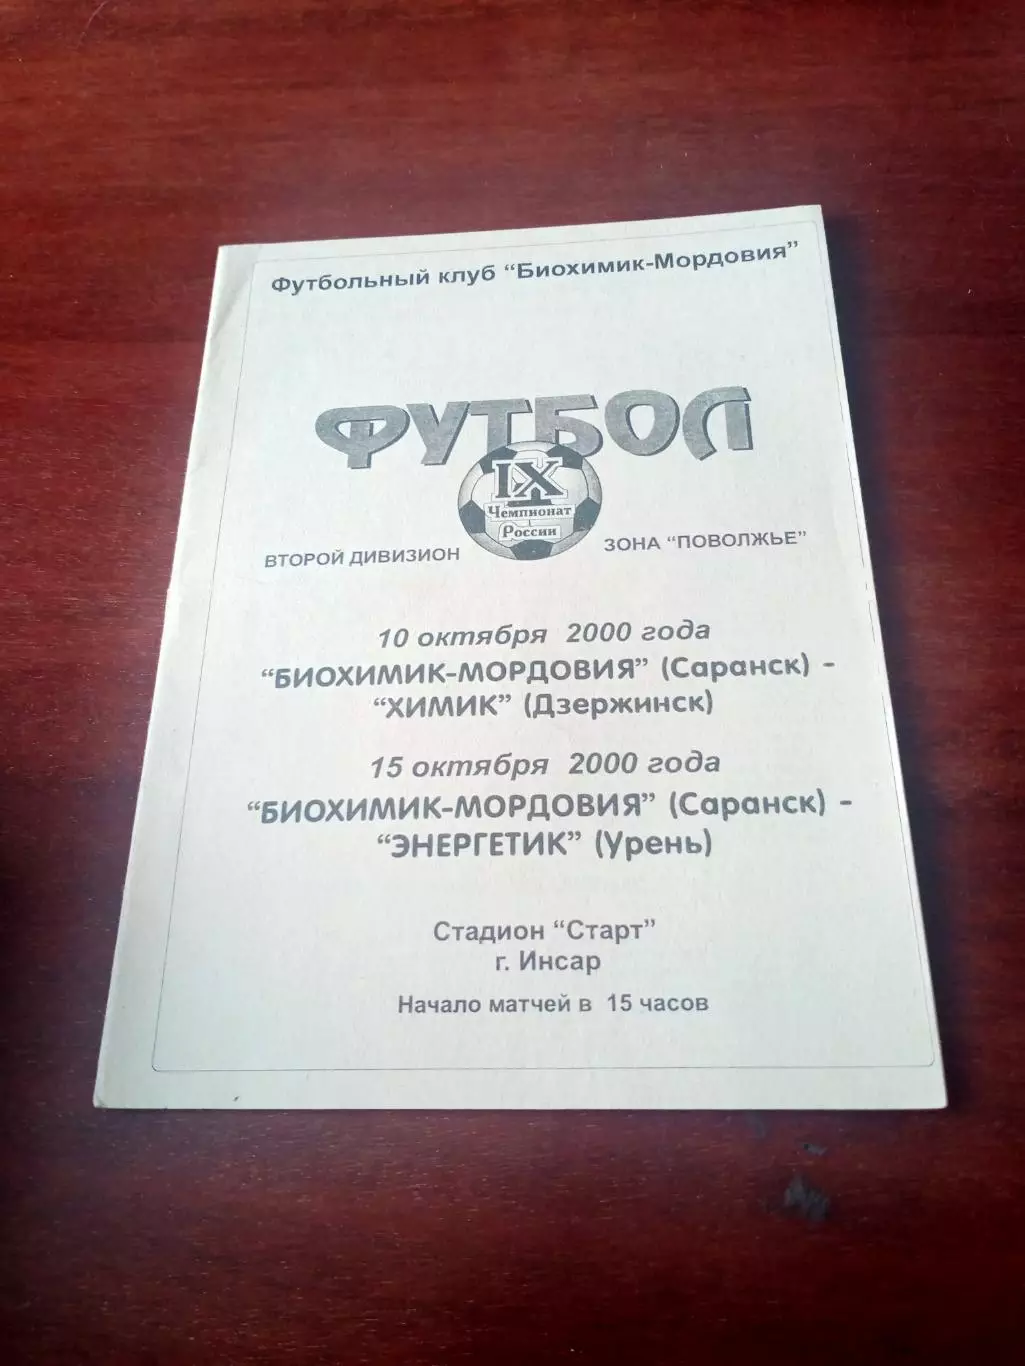 Футбольный клуб “Биохимик-Мордовия”
ФУТБОЛ
IX
Чемпионат
России
ВТОРОЙ ДИВИЗИОН
ЗОНА “ПОВОЛЖЬЕ”
10 октября 2000 года
“БИОХИМИК-МОРДОВИЯ” (Саранск) -
“ХИМИК” (Дзержинск)
15 октября 2000 года
“БИОХИМИК-МОРДОВИЯ” (Саранск) -
“ЭНЕРГЕТИК” (Урень)
Стадион “Старт”
г. Инсар
Начало матчей в 15 часов